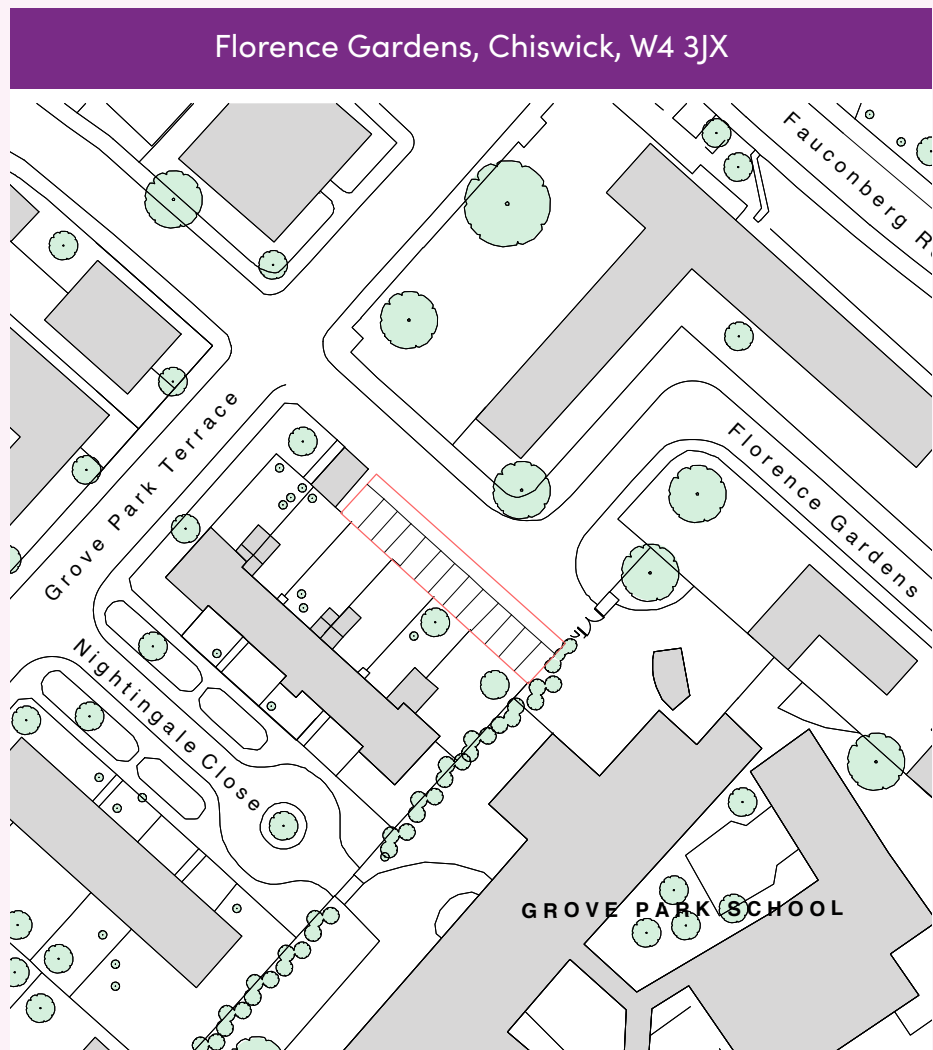 Florence Gardens, Chiswick, W4 3JX
Fauconberg R
Grove Park Terrace
Florence Gardens
Nightingale Close
GROVE PARK SCHOOL